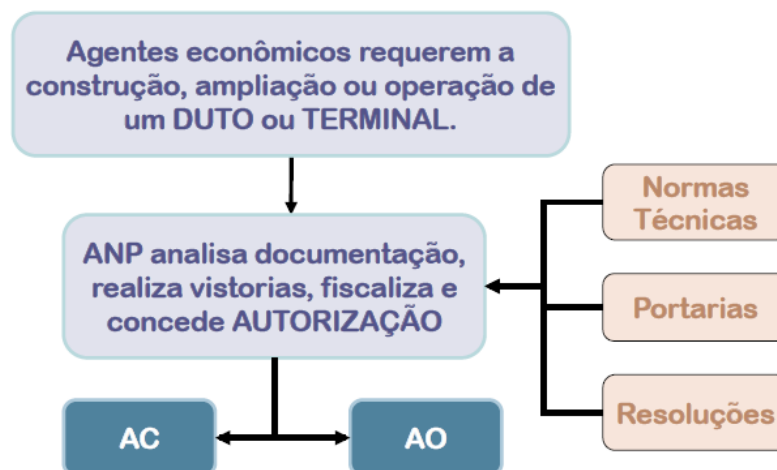 Agentes econômicos requerem a
construção, ampliação ou operação de
um DUTO ou TERMINAL.
ANP analisa documentação,
realiza vistorias, fiscaliza e
concede AUTORIZAÇÃO
Normas
Técnicas
Portarias
Resoluções
AC
AO